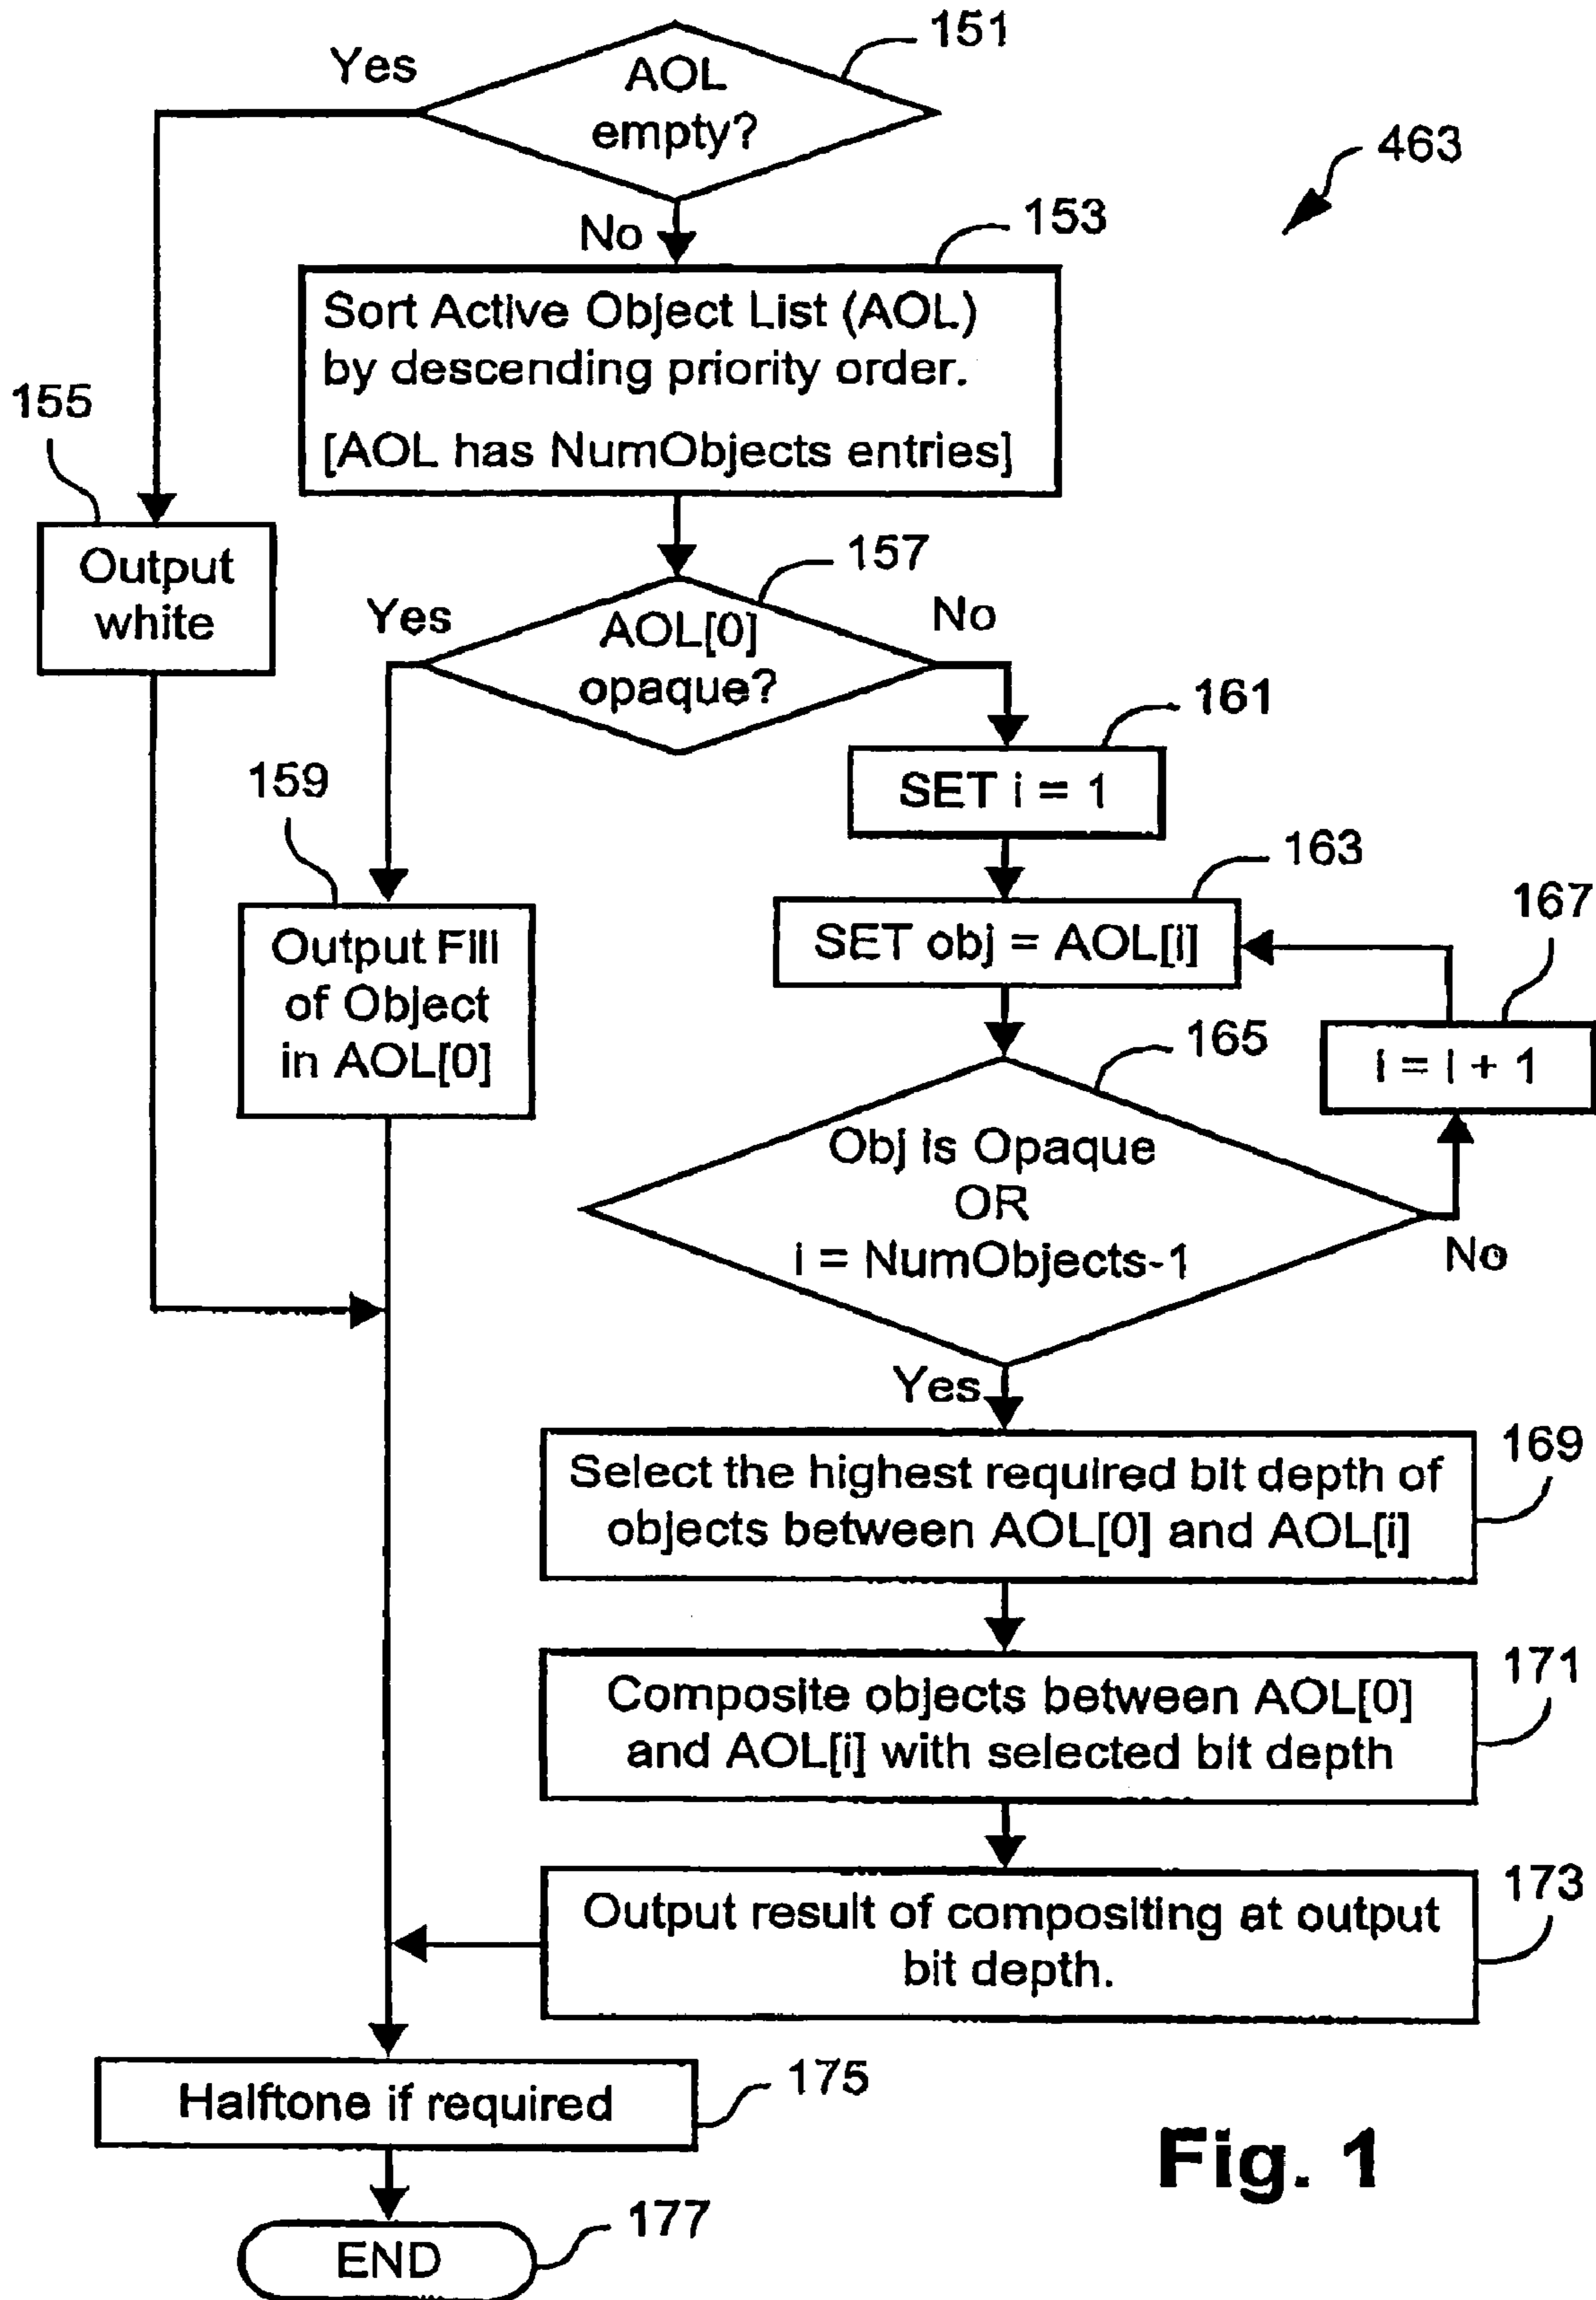 151
Yes
AOL
empty?
463
No
153
Sort Active Object List (AOL)
by descending priority order.
[AOL has NumObjects entries]
155
Output
white
157
Yes
AOL[0]
opaque?
No
161
SET i = 1
159
163
SET obj = AOL[i]
167
Output Fill
of Object
in AOL[0]
165
i = i + 1
Obj is Opaque
OR
i = NumObjects-1
No
Yes
169
Select the highest required bit depth of
objects between AOL[0] and AOL[i]
171
Composite objects between AOL[0]
and AOL[i] with selected bit depth
173
Output result of compositing at output
bit depth.
Halftone if required
175
Fig. 1
END
177